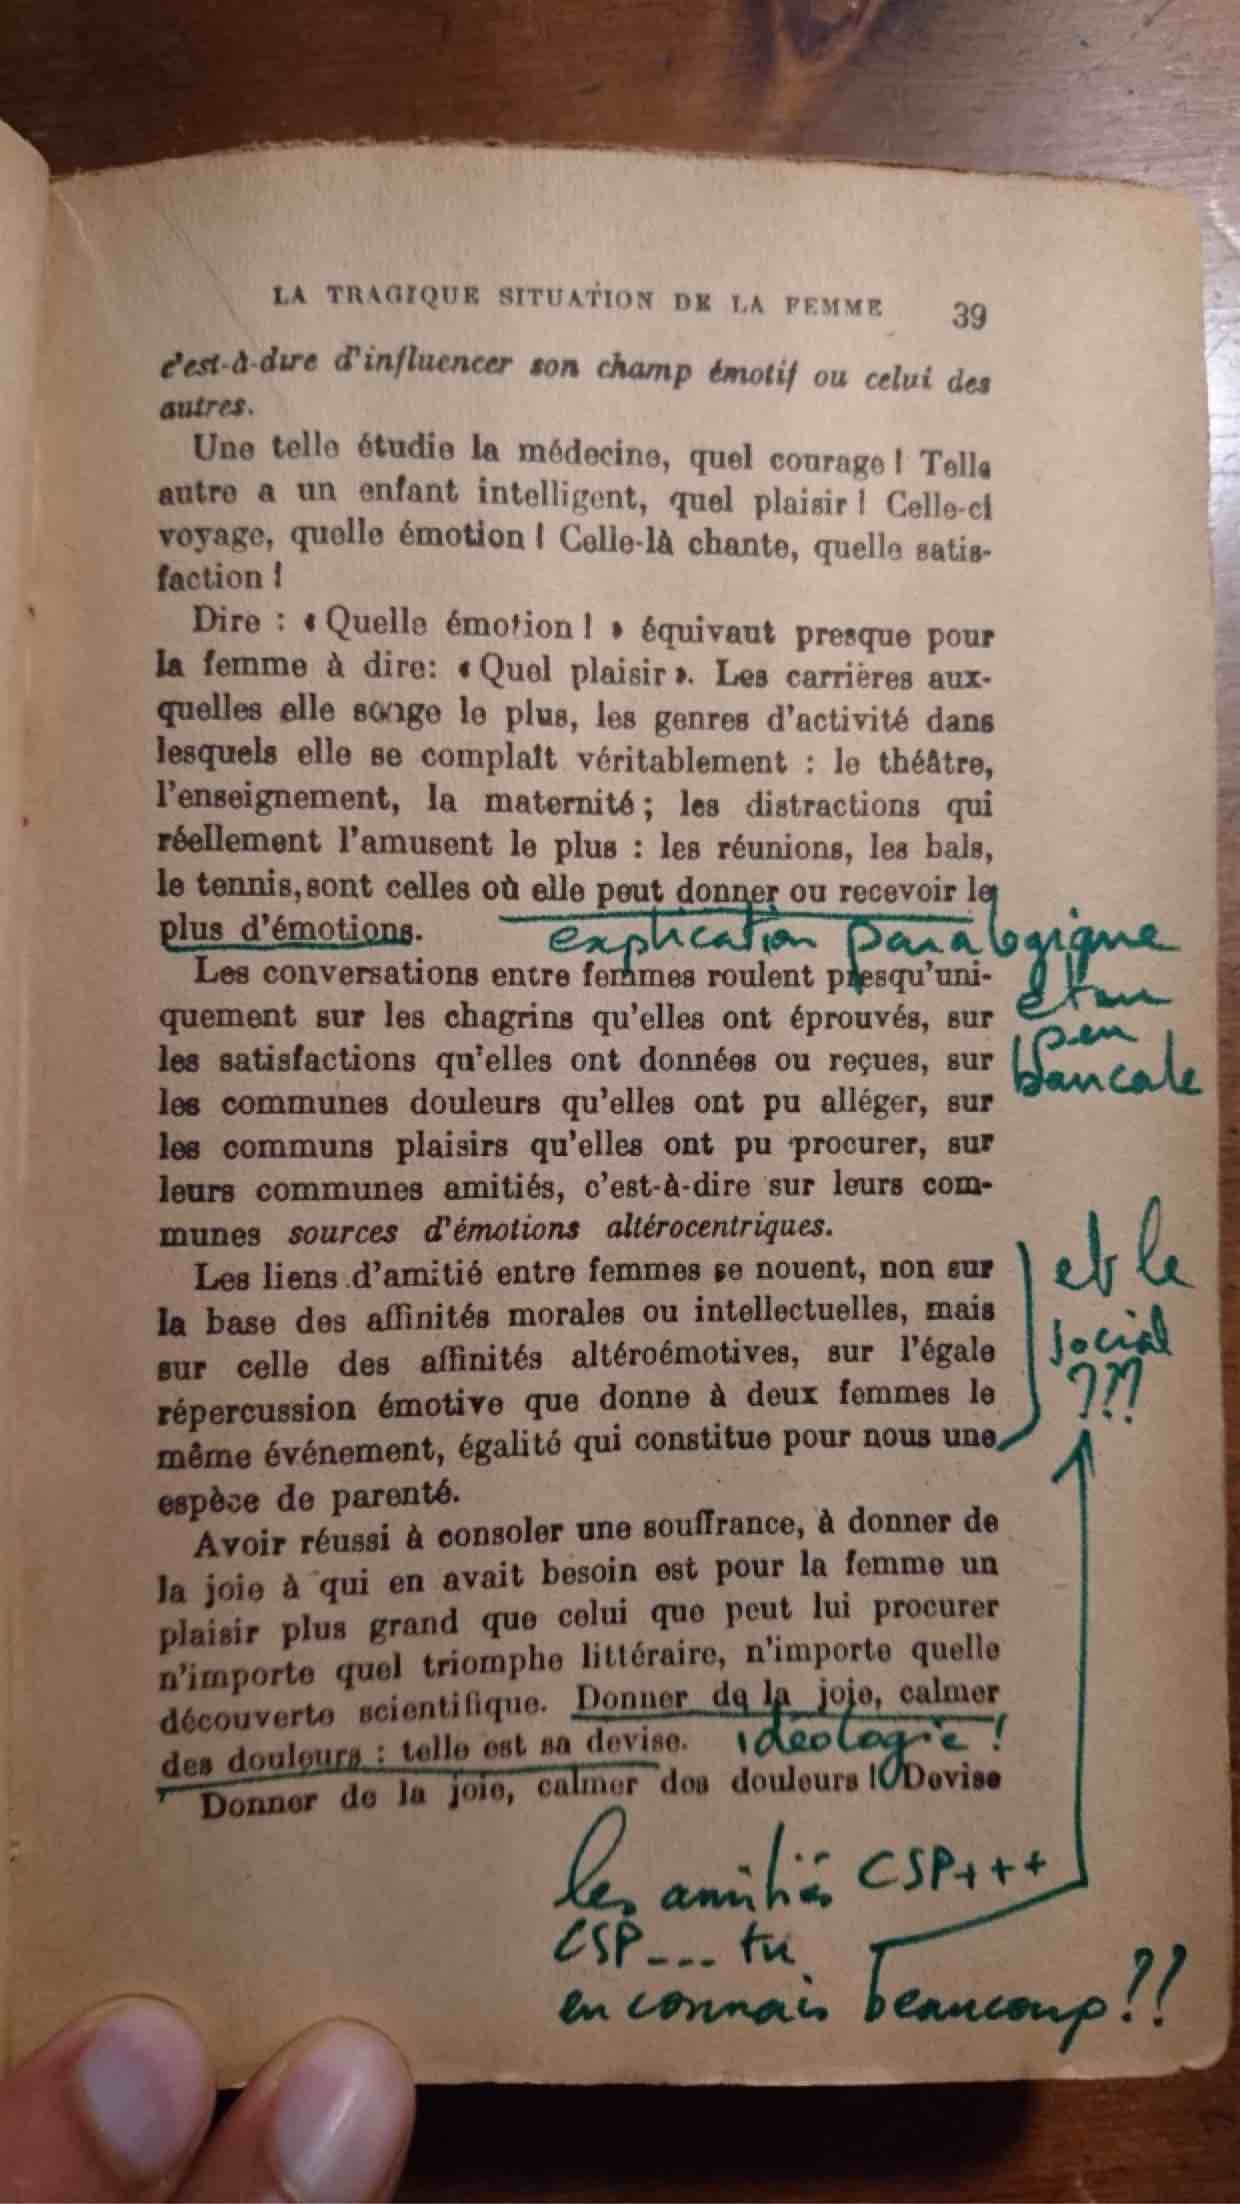 LA TRAGIQUE SITUATION DE LA FEMME 39
c'est-à-dire d'influencer son champ émotif ou celui des
autres.
Une telle étudie la médecine, quel courage ! Telle
autre a un enfant intelligent, quel plaisir ! Celle-ci
voyage, quelle émotion ! Celle-là chante, quelle satis-
faction !
Dire : « Quelle émotion ! » équivaut presque pour
la femme à dire: « Quel plaisir ». Les carrières aux-
quelles elle songe le plus, les genres d'activité dans
lesquels elle se complaît véritablement : le théâtre,
l'enseignement, la maternité ; les distractions qui
réellement l'amusent le plus : les réunions, les bals,
le tennis, sont celles où elle peut donner ou recevoir le
plus d'émotions.
explication paralogique
et un
peu
bancale
Les conversations entre femmes roulent presqu'uni-
quement sur les chagrins qu'elles ont éprouvés, sur
les satisfactions qu'elles ont données ou reçues, sur
les communes douleurs qu'elles ont pu alléger, sur
les communs plaisirs qu'elles ont pu procurer, sur
leurs communes amitiés, c'est-à-dire sur leurs com-
munes sources d'émotions altérocentriques.
Les liens d'amitié entre femmes se nouent, non sur
la base des affinités morales ou intellectuelles, mais
sur celle des affinités altéroémotives, sur l'égale
répercussion émotive que donne à deux femmes le
même événement, égalité qui constitue pour nous une
espèce de parenté.
et le
social
???
Avoir réussi à consoler une souffrance, à donner de
la joie à qui en avait besoin est pour la femme un
plaisir plus grand que celui que peut lui procurer
n'importe quel triomphe littéraire, n'importe quelle
découverte scientifique. Donner de la joie, calmer
des douleurs : telle est sa devise.
idéologie !
Donner de la joie, calmer des douleurs ! Devise
les amitiés CSP+++
CSP--- tu
en connais beaucoup ??